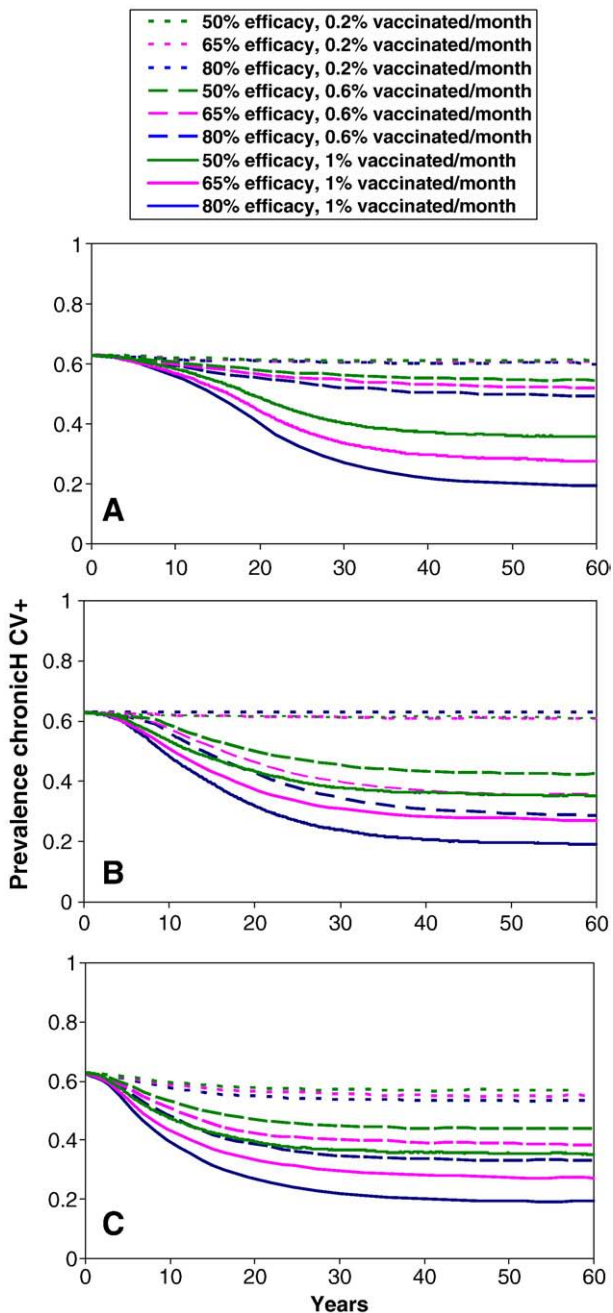 50% efficacy, 0.2% vaccinated/month
65% efficacy, 0.2% vaccinated/month
80% efficacy, 0.2% vaccinated/month
50% efficacy, 0.6% vaccinated/month
65% efficacy, 0.6% vaccinated/month
80% efficacy, 0.6% vaccinated/month
50% efficacy, 1% vaccinated/month
65% efficacy, 1% vaccinated/month
80% efficacy, 1% vaccinated/month
1
0.8
0.6
0.4
0.2
0
A
0 10 20 30 40 50 60
Prevalence chronicH CV+
1
0.8
0.6
0.4
0.2
0
B
0 10 20 30 40 50 60
1
0.8
0.6
0.4
0.2
0
C
0 10 20 30 40 50 60
Years